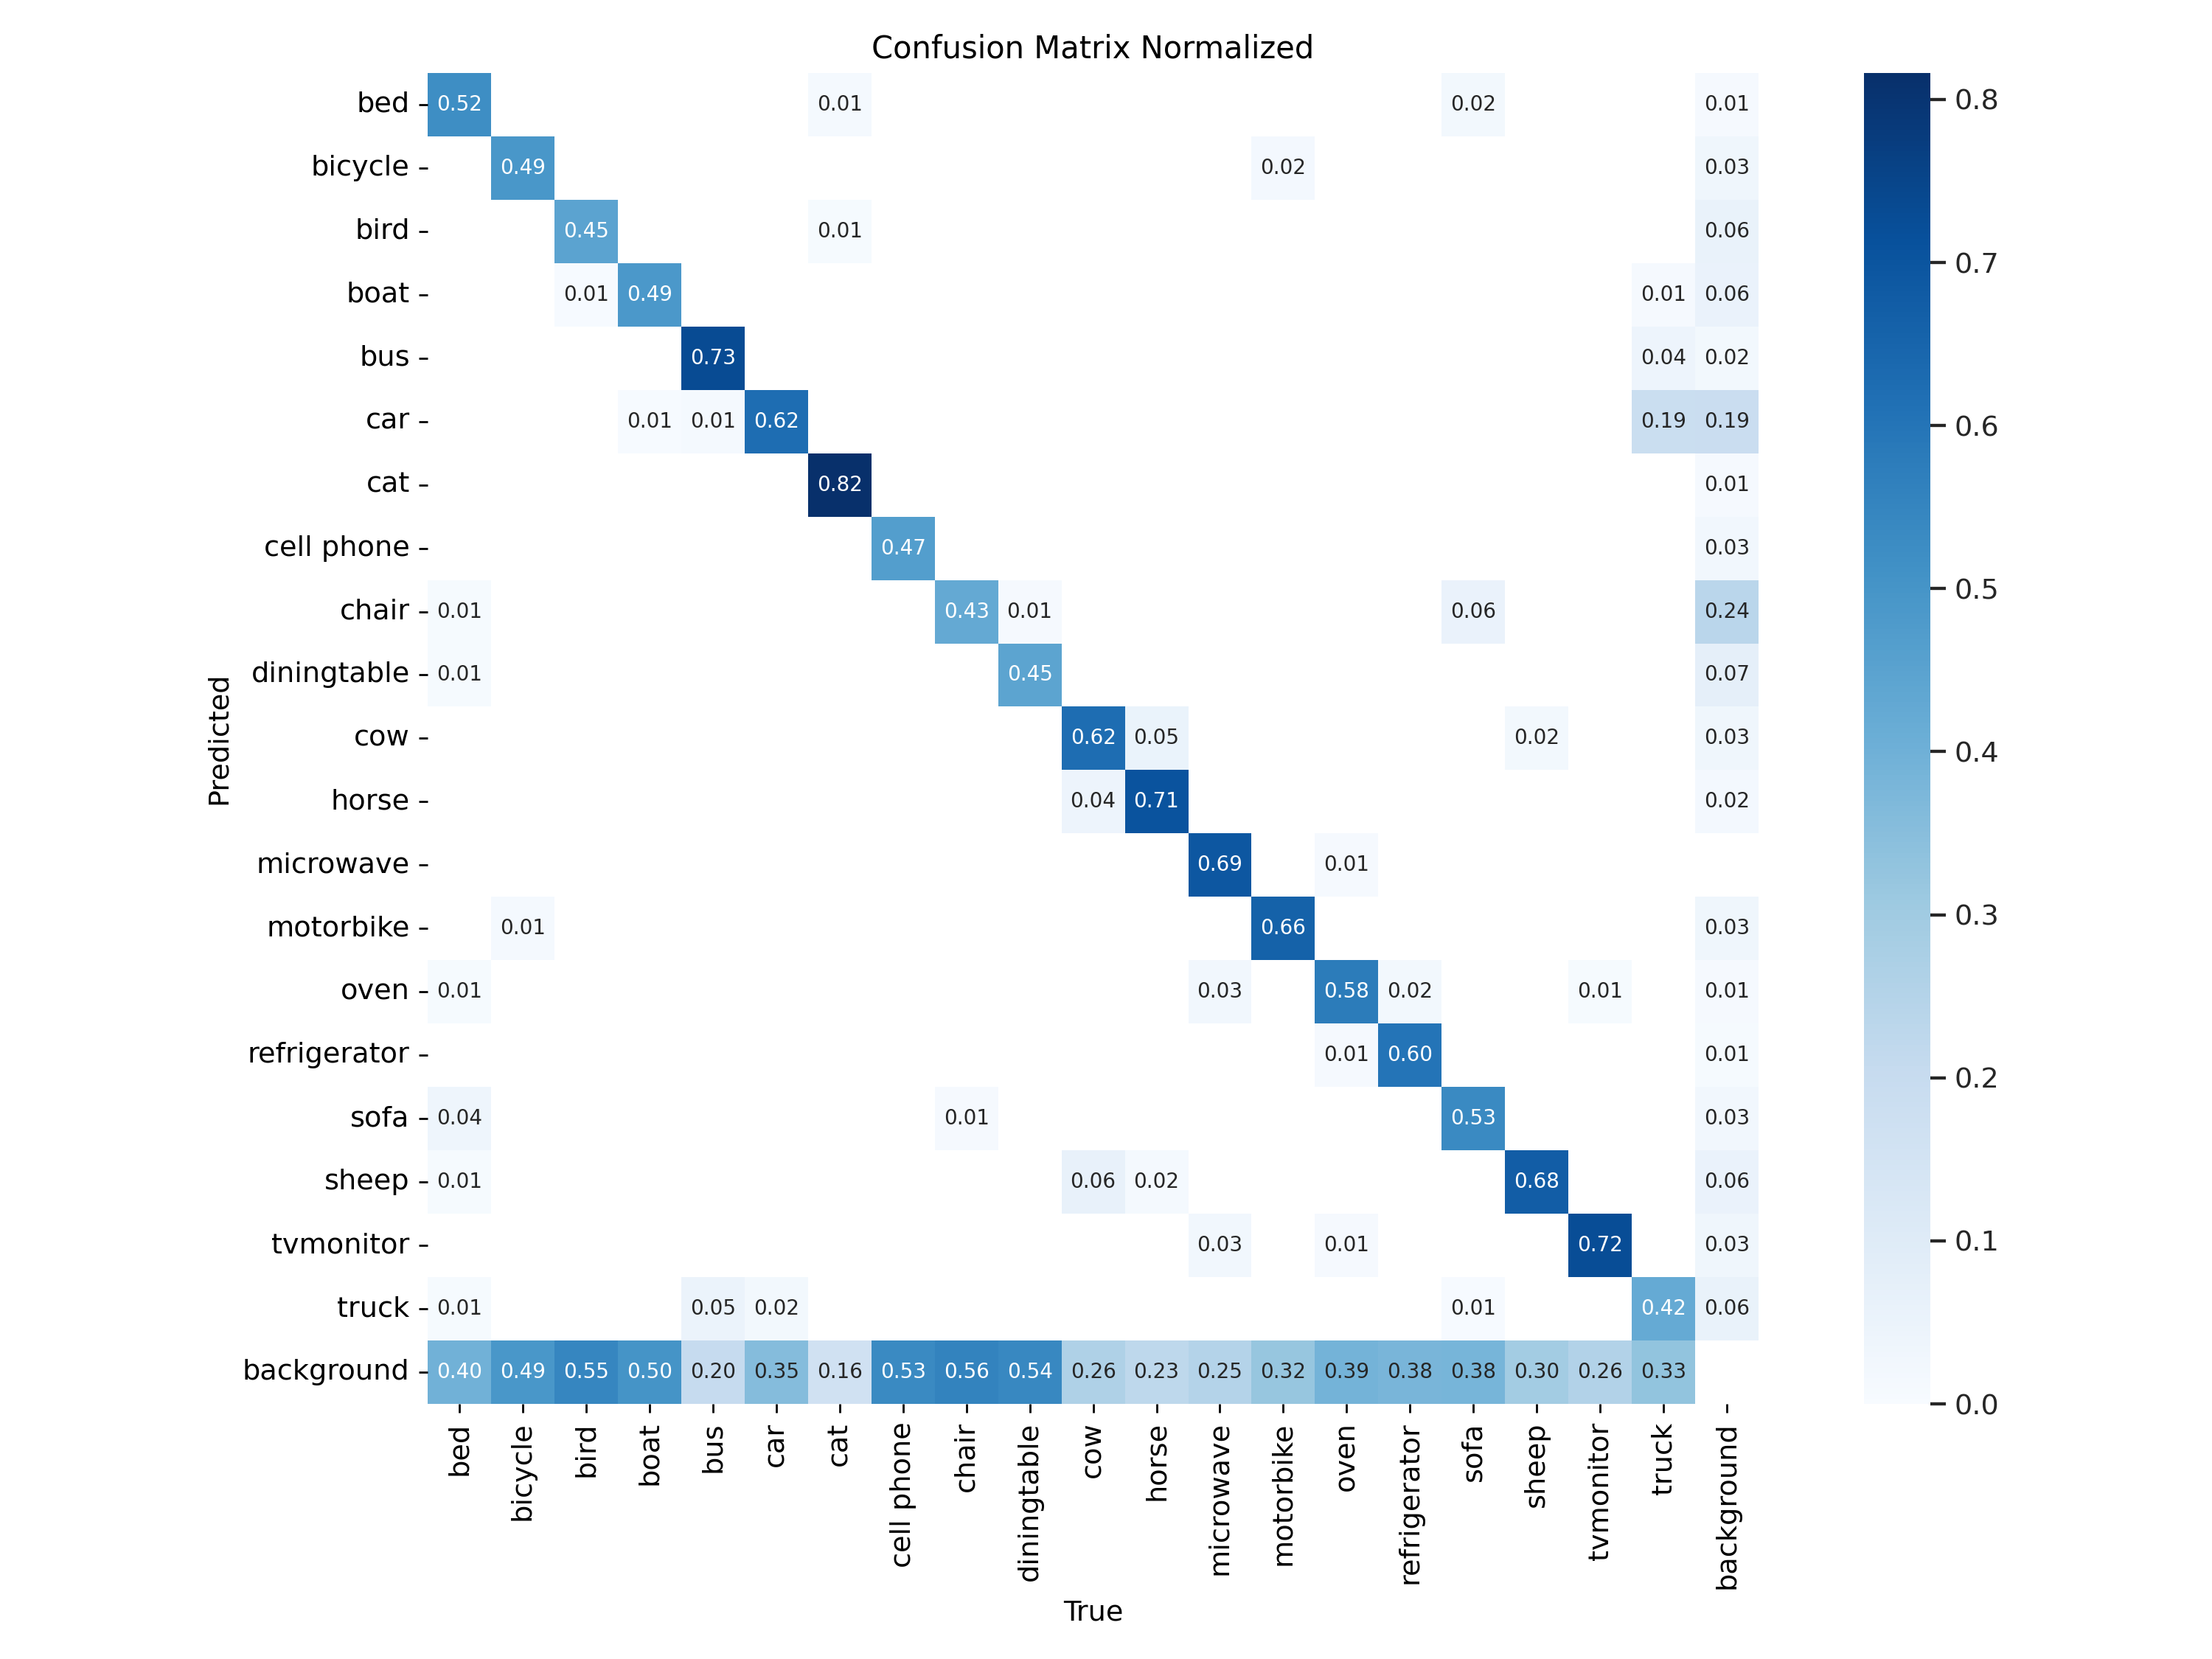 Confusion Matrix Normalized
bed 0.52 0.01 0.02 0.01
bicycle 0.49 0.02 0.03
bird 0.45 0.01 0.06
boat 0.01 0.49 0.01 0.06
bus 0.73 0.04 0.02
car 0.01 0.01 0.62 0.19 0.19
cat 0.82 0.01
cell phone 0.47 0.03
chair 0.01 0.43 0.01 0.06 0.24
diningtable 0.01 0.45 0.07
cow 0.62 0.05 0.02 0.03
horse 0.04 0.71 0.02
microwave 0.69 0.01
motorbike 0.01 0.66 0.03
oven 0.01 0.03 0.58 0.02 0.01 0.01
refrigerator 0.01 0.60 0.01
sofa 0.04 0.01 0.53 0.03
sheep 0.01 0.06 0.02 0.68 0.06
tvmonitor 0.03 0.01 0.72 0.03
truck 0.01 0.05 0.02 0.01 0.42 0.06
background 0.40 0.49 0.55 0.50 0.20 0.35 0.16 0.53 0.56 0.54 0.26 0.23 0.25 0.32 0.39 0.38 0.38 0.30 0.26 0.33
Predicted
bed
bicycle
bird
boat
bus
car
cat
cell phone
chair
diningtable
cow
horse
microwave
motorbike
oven
refrigerator
sofa
sheep
tvmonitor
truck
background
True
0.8
0.7
0.6
0.5
0.4
0.3
0.2
0.1
0.0